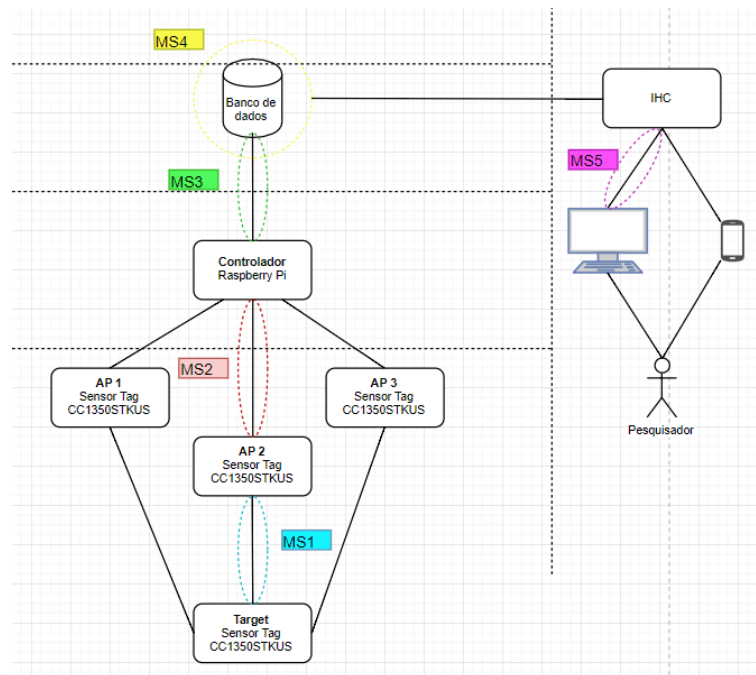 MS4
Banco de
dados
IHC
MS5
MS3
Controlador
Raspberry Pi
MS2
AP 1
Sensor Tag
CC1350STKUS
AP 3
Sensor Tag
CC1350STKUS
AP 2
Sensor Tag
CC1350STKUS
Pesquisador
MS1
Target
Sensor Tag
CC1350STKUS